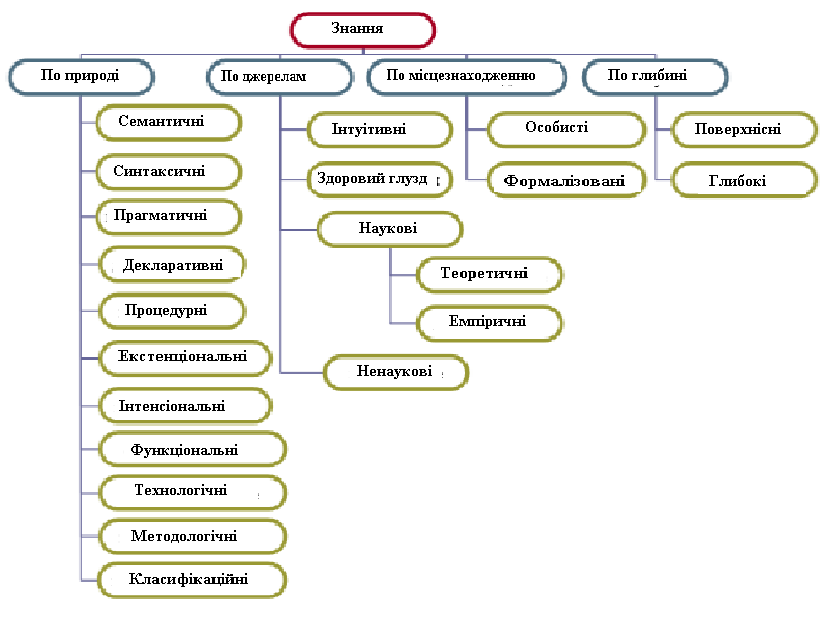 Знання
По природі
По джерелам
По місцезнаходженню
По глибині
Семантичні
Синтаксичні
Прагматичні
Декларативні
Процедурні
Екстенціональні
Інтенсіональні
Функціональні
Технологічні
Методологічні
Класифікаційні
Інтуітивні
Здоровий глузд
Наукові
Теоретичні
Емпіричні
Ненаукові
Особисті
Формалізовані
Поверхнісні
Глибокі